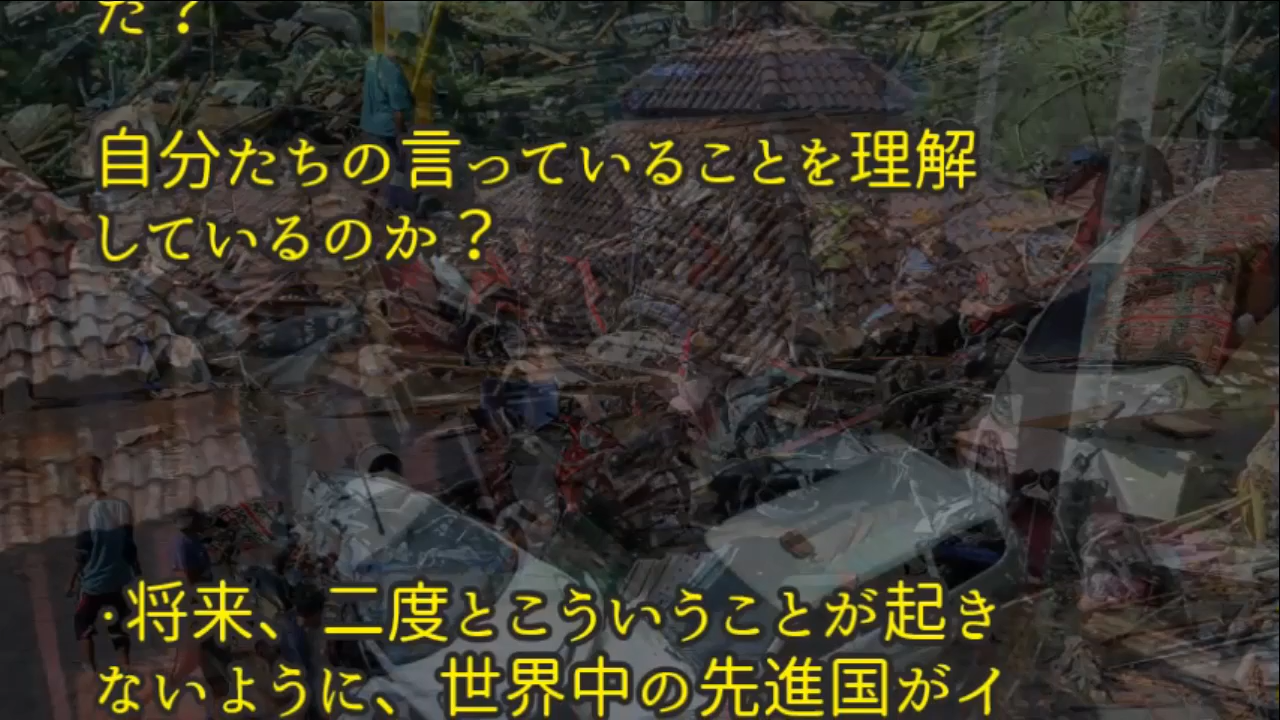 た？
自分たちの言っていることを理解
しているのか？
·将来、二度とこういうことが起き
ないように、世界中の先進国がイ